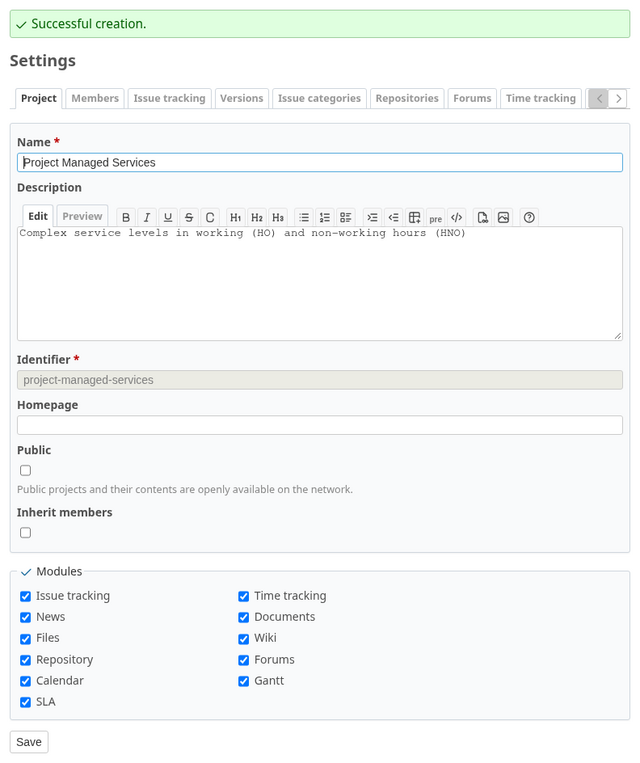 Successful creation.
Settings
Project Members Issue tracking Versions Issue categories Repositories Forums Time tracking
Name *
Project Managed Services
Description
Edit Preview B I U S C H1 H2 H3 pre </> ?
Complex service levels in working (HO) and non-working hours (HNO)
Identifier *
project-managed-services
Homepage
Public
Public projects and their contents are openly available on the network.
Inherit members
Modules
Issue tracking Time tracking
News Documents
Files Wiki
Repository Forums
Calendar Gantt
SLA
Save